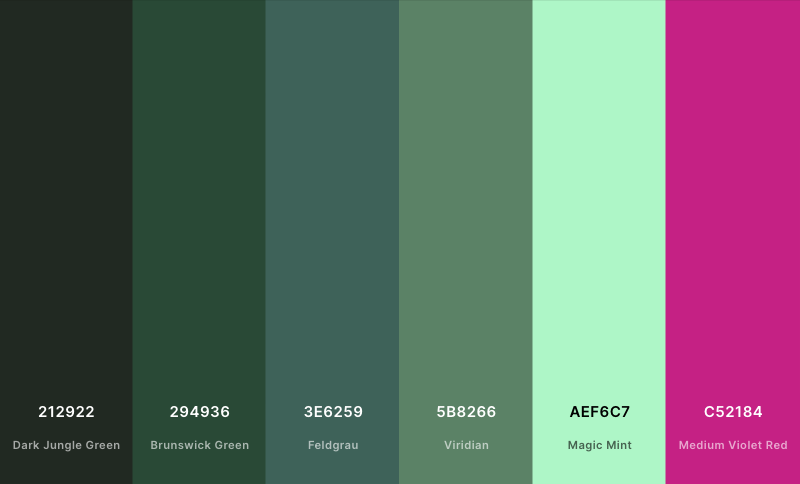 212922
Dark Jungle Green
294936
Brunswick Green
3E6259
Feldgrau
5B8266
Viridian
AEF6C7
Magic Mint
C52184
Medium Violet Red